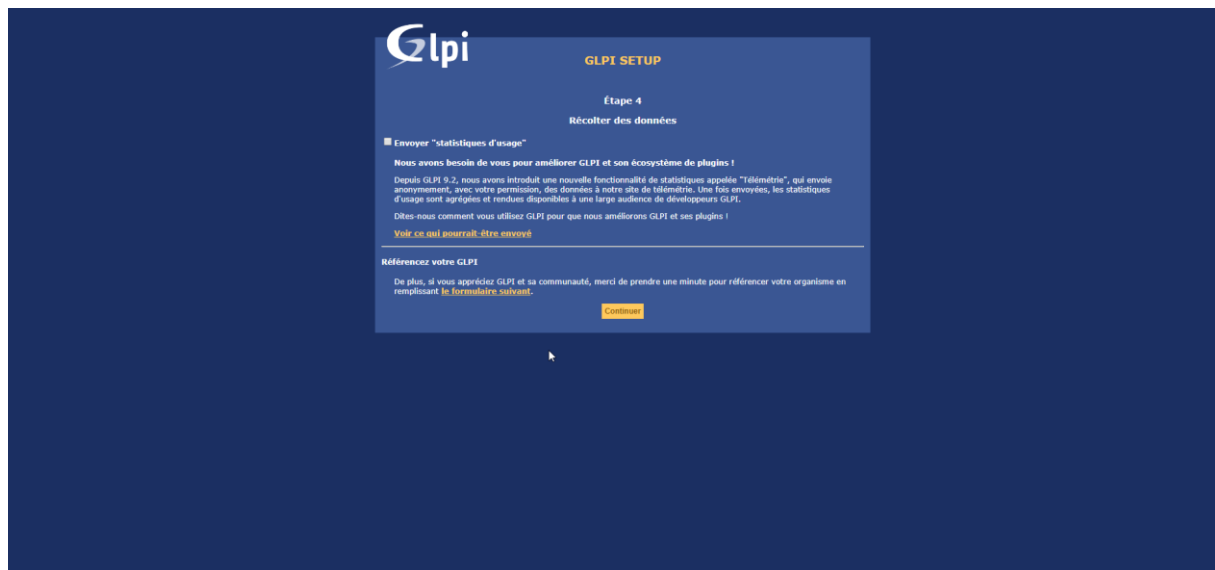 Glpi
GLPI SETUP
Étape 4
Récolter des données
Envoyer "statistiques d'usage"
Nous avons besoin de vous pour améliorer GLPI et son écosystème de plugins !
Depuis GLPI 9.2, nous avons introduit une nouvelle fonctionnalité de statistiques appelée "Télémétrie", qui envoie
anonymement, avec votre permission, des données à notre site de télémétrie. Une fois envoyées, les statistiques
d'usage sont agrégées et rendues disponibles à une large audience de développeurs GLPI.
Dîtes-nous comment vous utilisez GLPI pour que nous améliorons GLPI et ses plugins !
Voir ce qui pourrait-être envoyé
Référencez votre GLPI
De plus, si vous appréciez GLPI et sa communauté, merci de prendre une minute pour référencer votre organisme en
remplissant le formulaire suivant.
Continuer